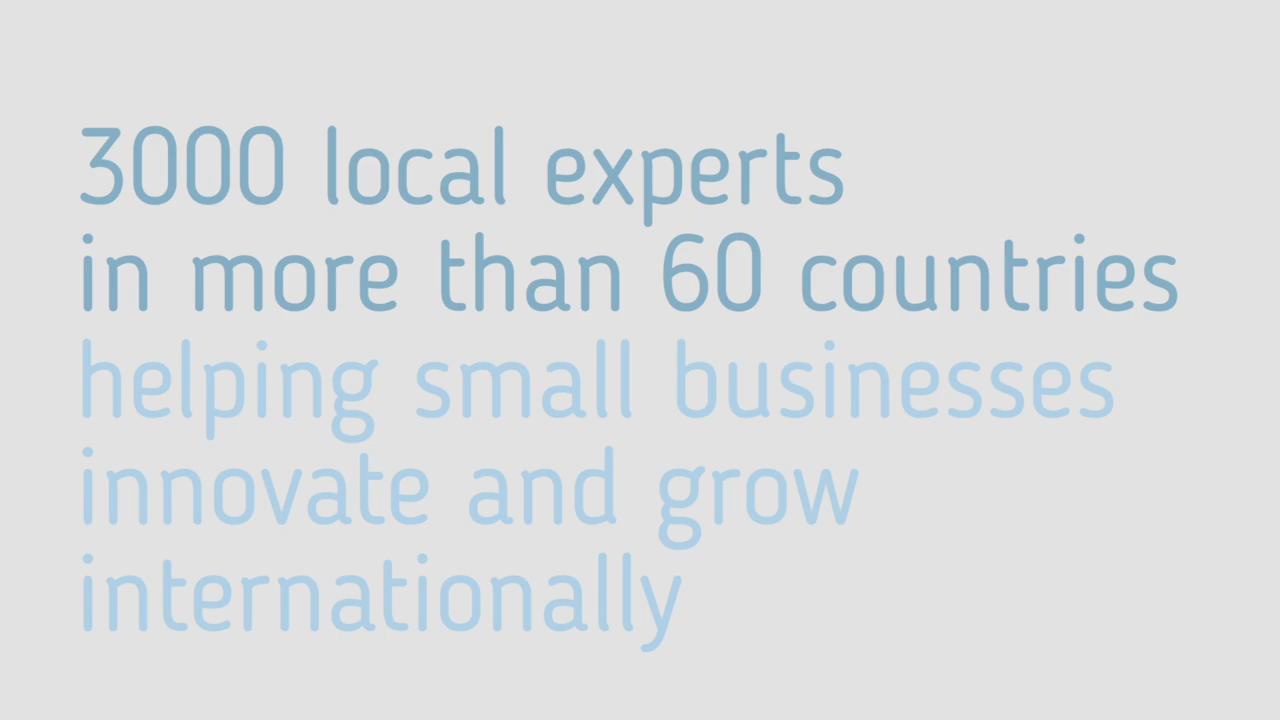 3000 local experts
in more than 60 countries
helping small businesses
innovate and grow
internationally